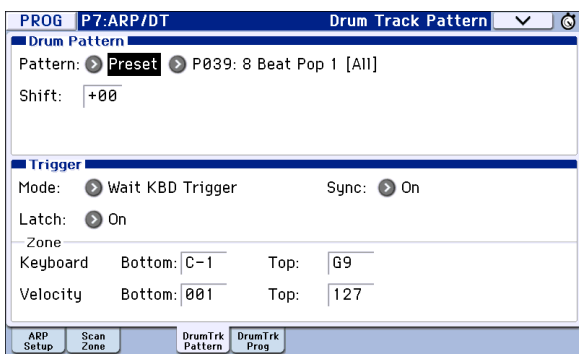 PROG P7:ARP/DT Drum Track Pattern
Drum Pattern
Pattern: Preset P039: 8 Beat Pop 1 [All]
Shift: +00
Trigger
Mode: Wait KBD Trigger Sync: On
Latch: On
Zone
Keyboard Bottom: C-1 Top: G9
Velocity Bottom: 001 Top: 127
ARP Setup Scan Zone DrumTrk Pattern DrumTrk Prog